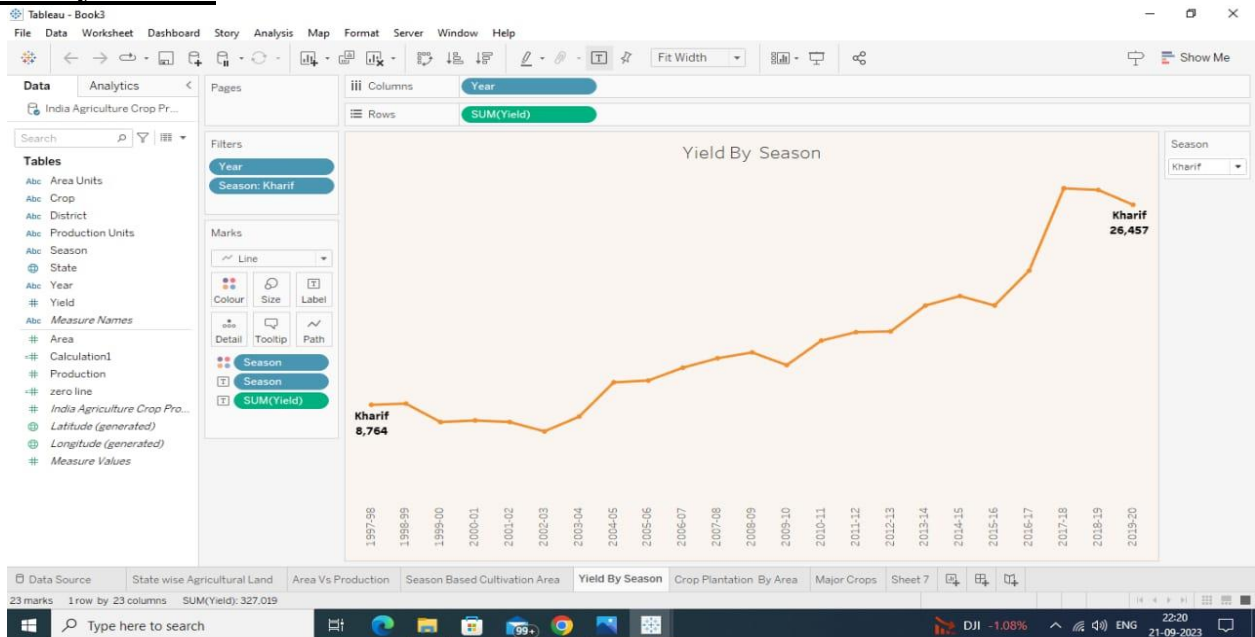 Tableau - Book3
File Data Worksheet Dashboard Story Analysis Map Format Server Window Help
Fit Width
Show Me
Data Analytics
India Agriculture Crop Pr...
Search
Tables
Abc Area Units
Abc Crop
Abc District
Abc Production Units
Abc Season
State
Abc Year
# Yield
Abc Measure Names
# Area
=# Calculation1
# Production
=# zero line
# India Agriculture Crop Pro...
Latitude (generated)
Longitude (generated)
# Measure Values
Pages
Filters
Year
Season: Kharif
Marks
Line
Colour Size Label
Detail Tooltip Path
Season
Season
SUM(Yield)
Columns Year
Rows SUM(Yield)
Yield By Season
Kharif
8,764
Kharif
26,457
1997-98
1998-99
1999-00
2000-01
2001-02
2002-03
2003-04
2004-05
2005-06
2006-07
2007-08
2008-09
2009-10
2010-11
2011-12
2012-13
2013-14
2014-15
2015-16
2016-17
2017-18
2018-19
2019-20
Season
Kharif
Data Source State wise Agricultural Land Area Vs Production Season Based Cultivation Area Yield By Season Crop Plantation By Area Major Crops Sheet 7
23 marks 1 row by 23 columns SUM(Yield): 327,019
Type here to search
99+
DJI -1.08%
ENG
22:20
21-09-2023